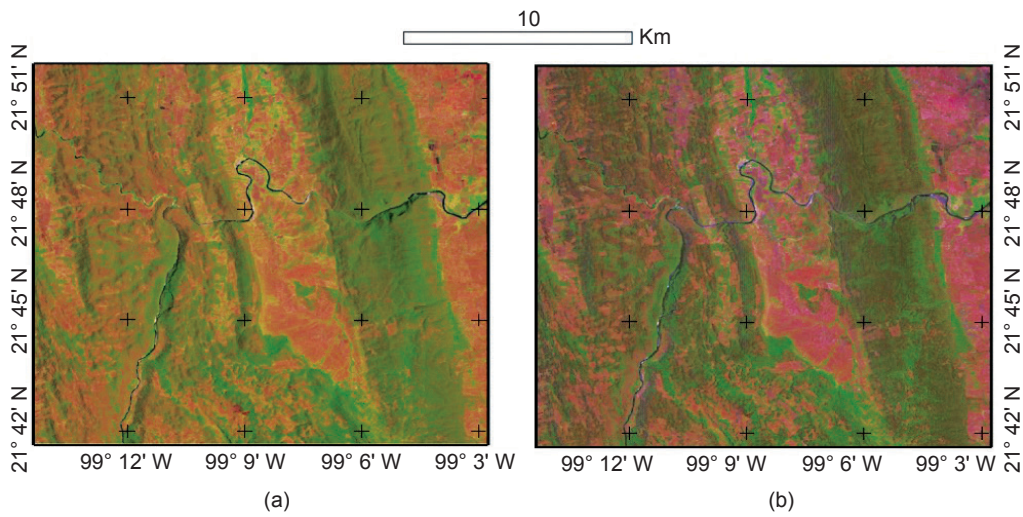 10
Km
21° 51' N
21° 48' N
21° 45' N
21° 42' N
99° 12' W 99° 9' W 99° 6' W 99° 3' W
(a)
21° 51' N
21° 48' N
21° 45' N
21° 42' N
99° 12' W 99° 9' W 99° 6' W 99° 3' W
(b)